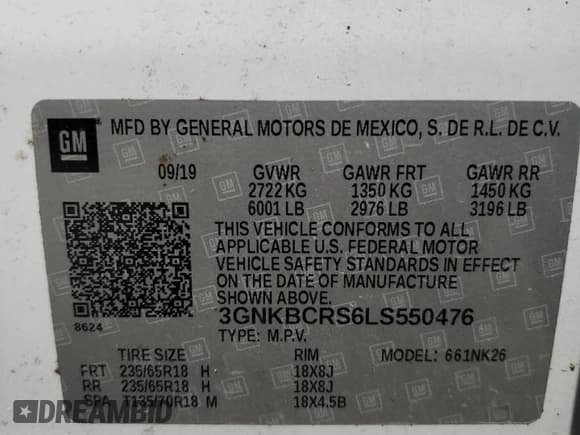 GM MFD BY GENERAL MOTORS DE MEXICO, S. DE R.L. DE C.V.
09/19 GVWR GAWR FRT GAWR RR
2722 KG 1350 KG 1450 KG
6001 LB 2976 LB 3196 LB
THIS VEHICLE CONFORMS TO ALL
APPLICABLE U.S. FEDERAL MOTOR
VEHICLE SAFETY STANDARDS IN EFFECT
ON THE DATE OF MANUFACTURE
SHOWN ABOVE.
8624 3GNKBCRS6LS550476
TYPE: M.P.V.
TIRE SIZE RIM MODEL: 661NK26
FRT 235/65R18 H 18X8J
RR 235/65R18 H 18X8J
SPA T135/70R18 M 18X4.5B
DREAMBID